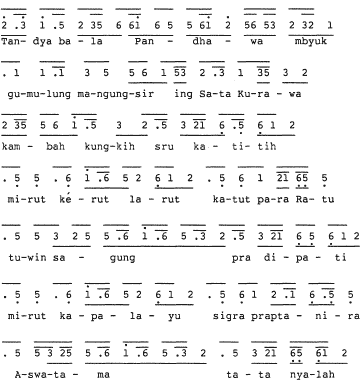 2 .3 1 .5 2 35 6 61 6 5 5 61 2 56 53 2 32 1
Tan- dya ba - la Pan - dha - wa mbyuk
. 1 1 .1 3 5 5 6 1 53 2 .3 1 35 3 2
gu-mu-lung ma-ngung-sir ing Sa-ta Ku-ra - wa
2 35 5 6 1 .5 3 2 .5 3 21 6 .5 6 1 2
kam - bah kung-kih sru ka - ti- tih
. 5 5 . 6 1 .6 5 2 6 1 2 . 5 6 1 21 65 5
mi-rut ké - rut la - rut ka-tut pa-ra Ra- tu
. 5 5 3 2 5 5 .6 1 .6 5 .3 2 .5 3 21 6 5 6 1 2
tu-win sa - gung pra di - pa - ti
. 5 5 . 6 1 .6 5 2 6 1 2 . 5 6 1 2 .1 6 .5 5
mi-rut ka - pa - la - yu sigra prapta- ni - ra
. 5 5 3 25 5 .6 1 .6 5 .3 2 . 5 3 21 65 61 2
A-swa-ta - ma ta - ta nya-lah